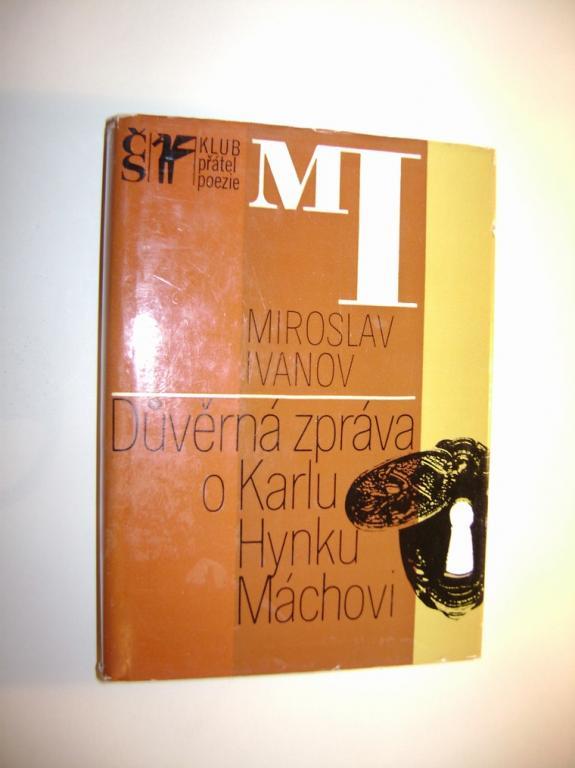 ČS
KLUB
přátel
poezie
MI
MIROSLAV
IVANOV
Důvěrná zpráva
o Karlu
Hynku
Máchovi